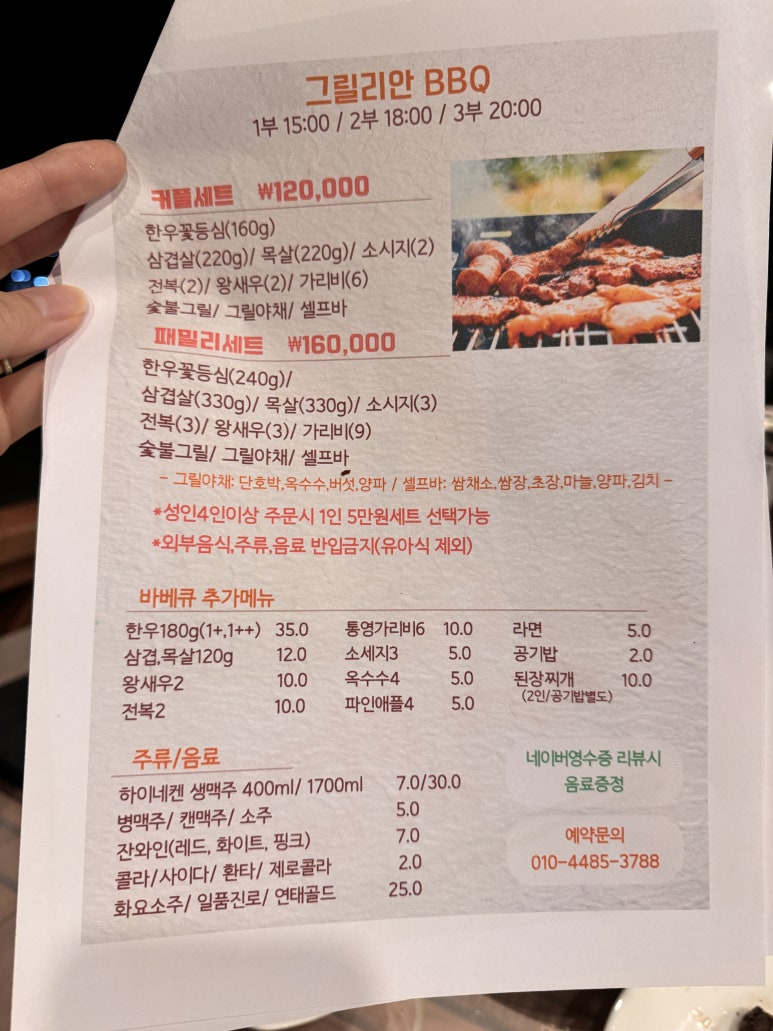 그릴리안 BBQ
1부 15:00 / 2부 18:00 / 3부 20:00
커플세트 ₩120,000
한우꽃등심(160g)
삼겹살(220g)/ 목살(220g)/ 소시지(2)
전복(2)/ 왕새우(2)/ 가리비(6)
숯불그릴/ 그릴야채/ 셀프바
패밀리세트 ₩160,000
한우꽃등심(240g)/
삼겹살(330g)/ 목살(330g)/ 소시지(3)
전복(3)/ 왕새우(3)/ 가리비(9)
숯불그릴/ 그릴야채/ 셀프바
- 그릴야채: 단호박,옥수수,버섯,양파 / 셀프바: 쌈채소,쌈장,초장,마늘,양파,김치 -
*성인4인이상 주문시 1인 5만원세트 선택가능
*외부음식,주류,음료 반입금지(유아식 제외)
바베큐 추가메뉴
한우180g(1+,1++) 35.0
삼겹,목살120g 12.0
왕새우2 10.0
전복2 10.0
통영가리비6 10.0
소세지3 5.0
옥수수4 5.0
파인애플4 5.0
라면 5.0
공기밥 2.0
된장찌개 10.0
(2인/공기밥별도)
주류/음료
하이네켄 생맥주 400ml/ 1700ml 7.0/30.0
병맥주/ 캔맥주/ 소주 5.0
잔와인(레드, 화이트, 핑크) 7.0
콜라/사이다/ 환타/ 제로콜라 2.0
화요소주/ 일품진로/ 연태골드 25.0
네이버영수증 리뷰시
음료증정
예약문의
010-4485-3788